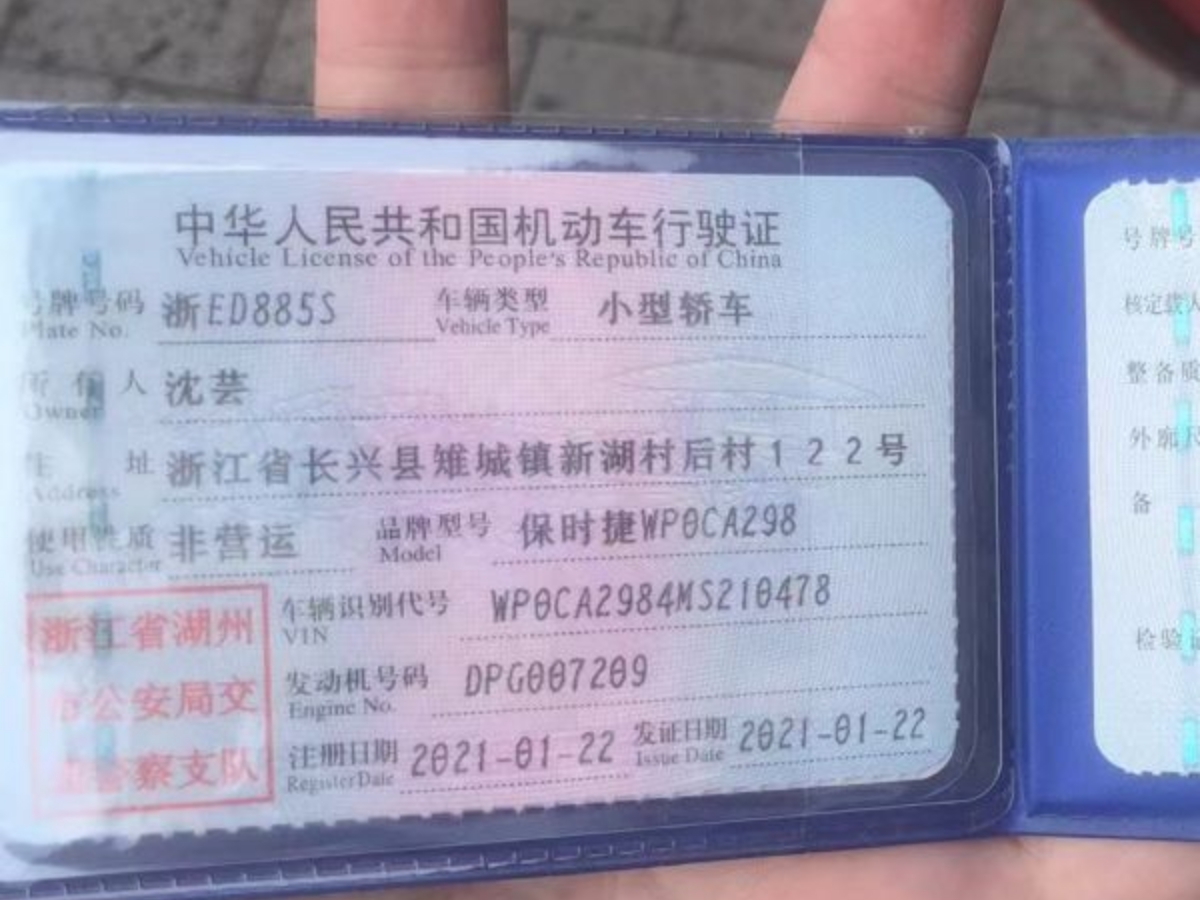 中华人民共和国机动车行驶证
Vehicle License of the People's Republic of China
号牌号码 浙ED885S 车辆类型 小型轿车
Plate No. Vehicle Type
所有人 沈芸
Owner
住址 浙江省长兴县雉城镇新湖村后村122号
Address
使用性质 非营运 品牌型号 保时捷WP0CA298
Use Character Model
浙江省湖州
市公安局交
通警察支队
车辆识别代号 WP0CA2984MS210478
VIN
发动机号码 DPG007209
Engine No.
注册日期 2021-01-22 发证日期 2021-01-22
Register Date Issue Date
号牌号
核定载
整备质
外廓尺
备
检验